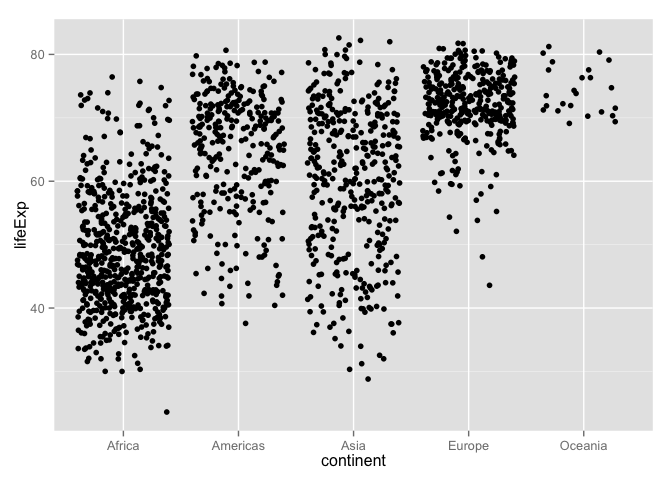 80
60
40
lifeExp
Africa Americas Asia Europe Oceania
continent